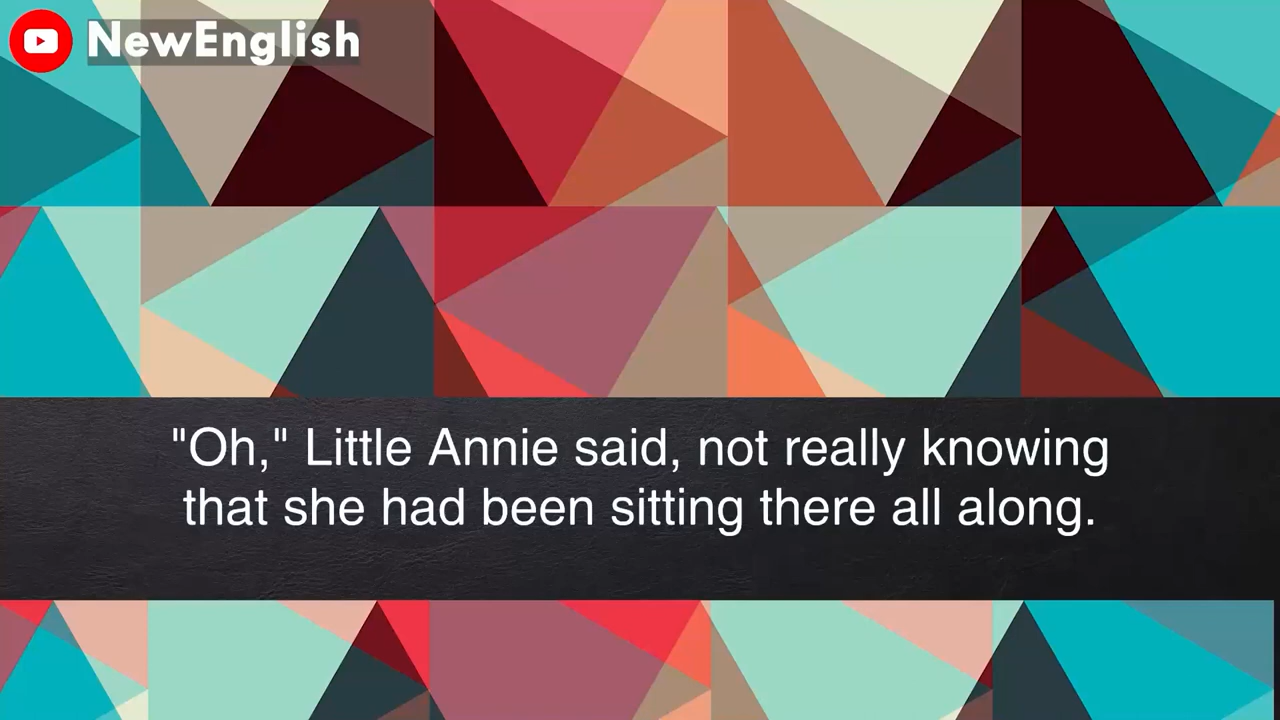 NewEnglish
"Oh," Little Annie said, not really knowing
that she had been sitting there all along.